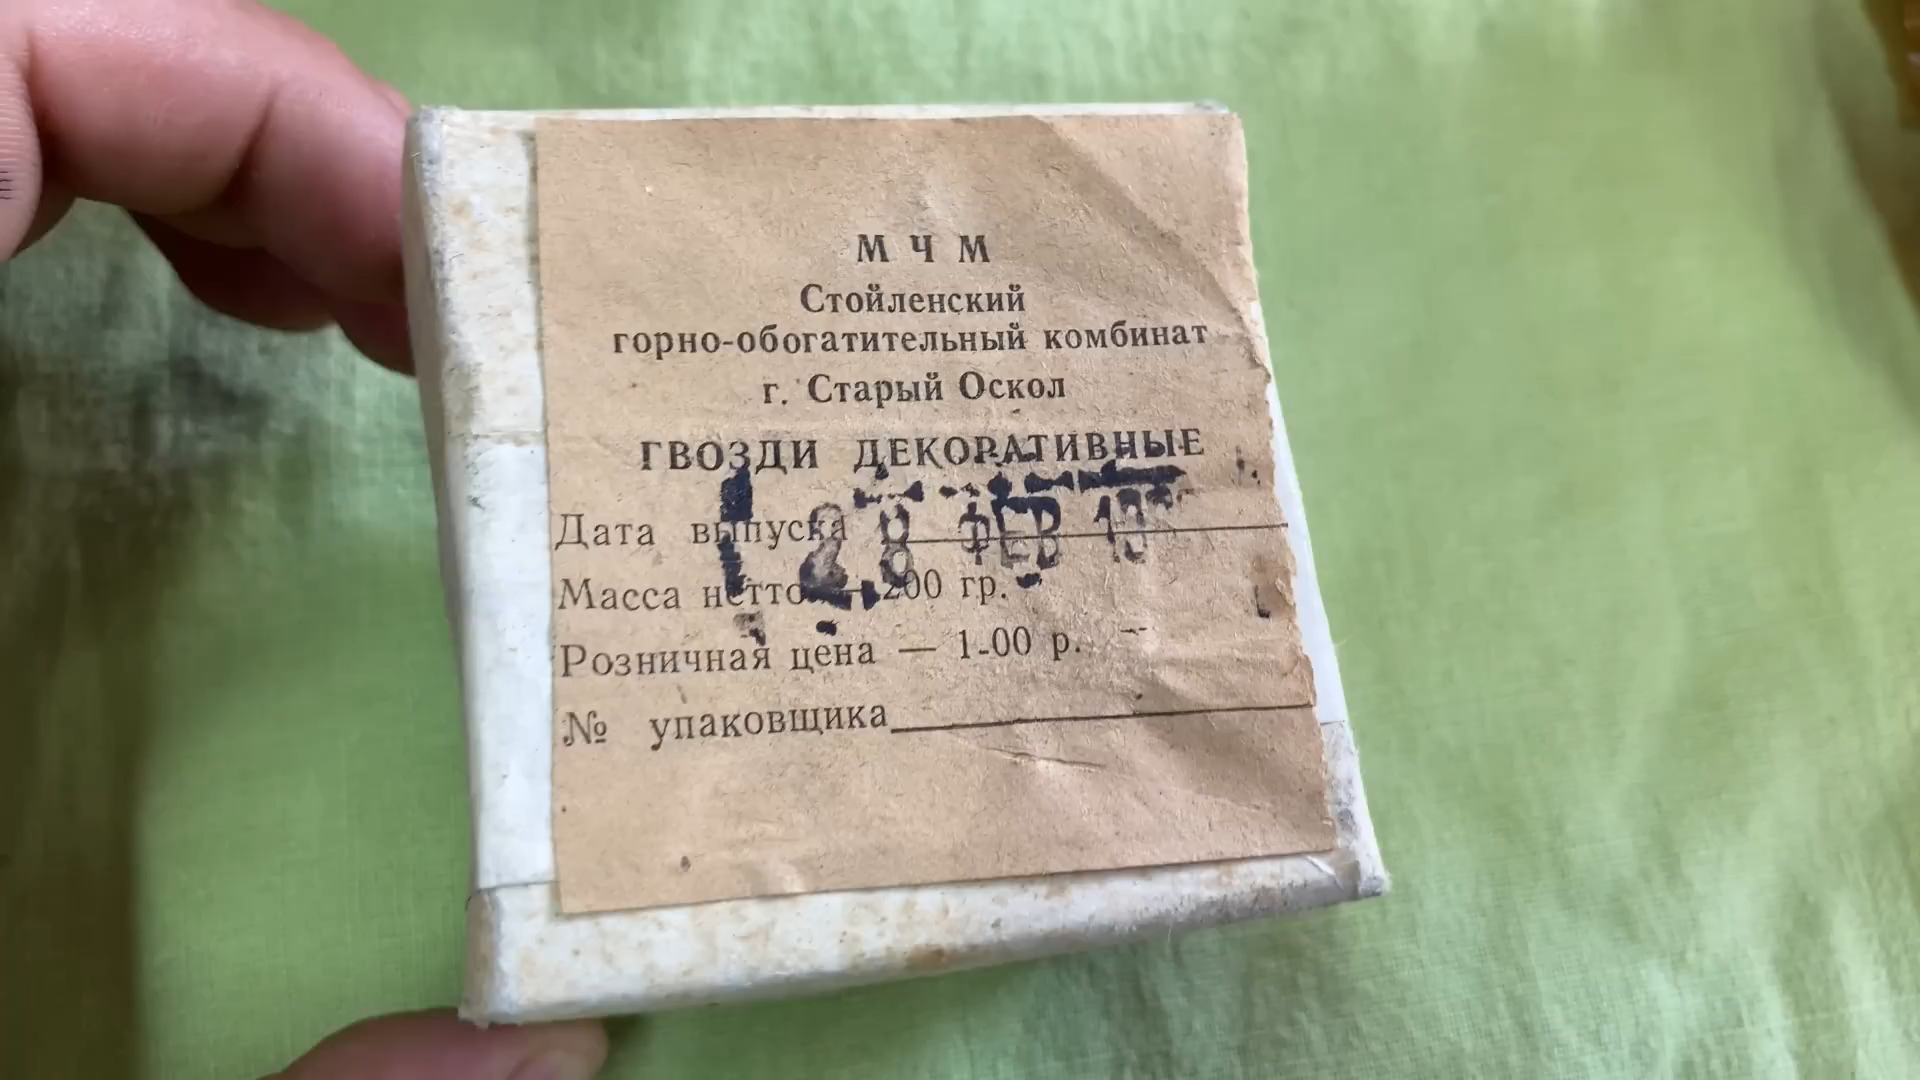 М Ч М
Стойленский
горно-обогатительный комбинат
г. Старый Оскол
ГВОЗДИ ДЕКОРАТИВНЫЕ
Дата выпуска 28 ФЕВ
Масса нетто — 200 гр.
Розничная цена — 1-00 р.
№ упаковщика